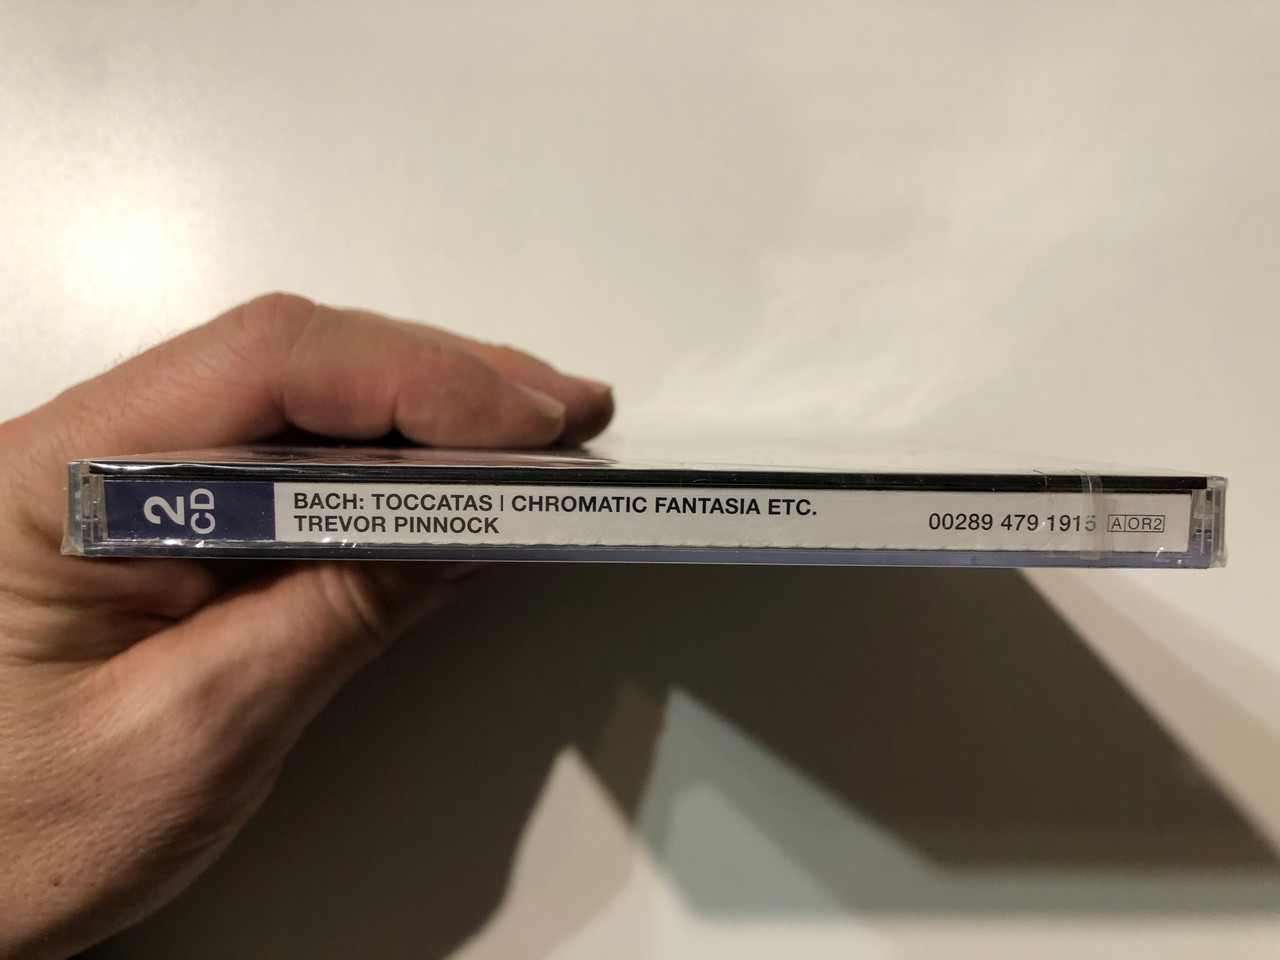 2
CD
BACH: TOCCATAS | CHROMATIC FANTASIA ETC.
TREVOR PINNOCK
00289 479 1915 A OR2